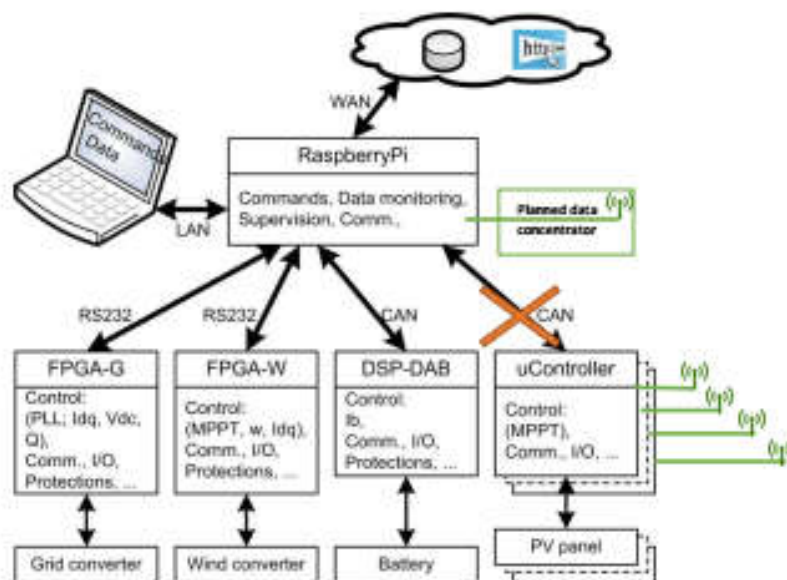 http
WAN
Commands
Data
RaspberryPi
Commands, Data monitoring,
Supervision, Comm.,
LAN
Planned data
concentrator
RS232
RS232
CAN
CAN
FPGA-G
Control:
(PLL; Idq, Vdc,
Q),
Comm., I/O,
Protections, ...
FPGA-W
Control:
(MPPT, w, Idq),
Comm., I/O,
Protections, ...
DSP-DAB
Control:
Ib,
Comm., I/O,
Protections, ...
uController
Control:
(MPPT),
Comm., I/O, ...
Grid converter
Wind converter
Battery
PV panel